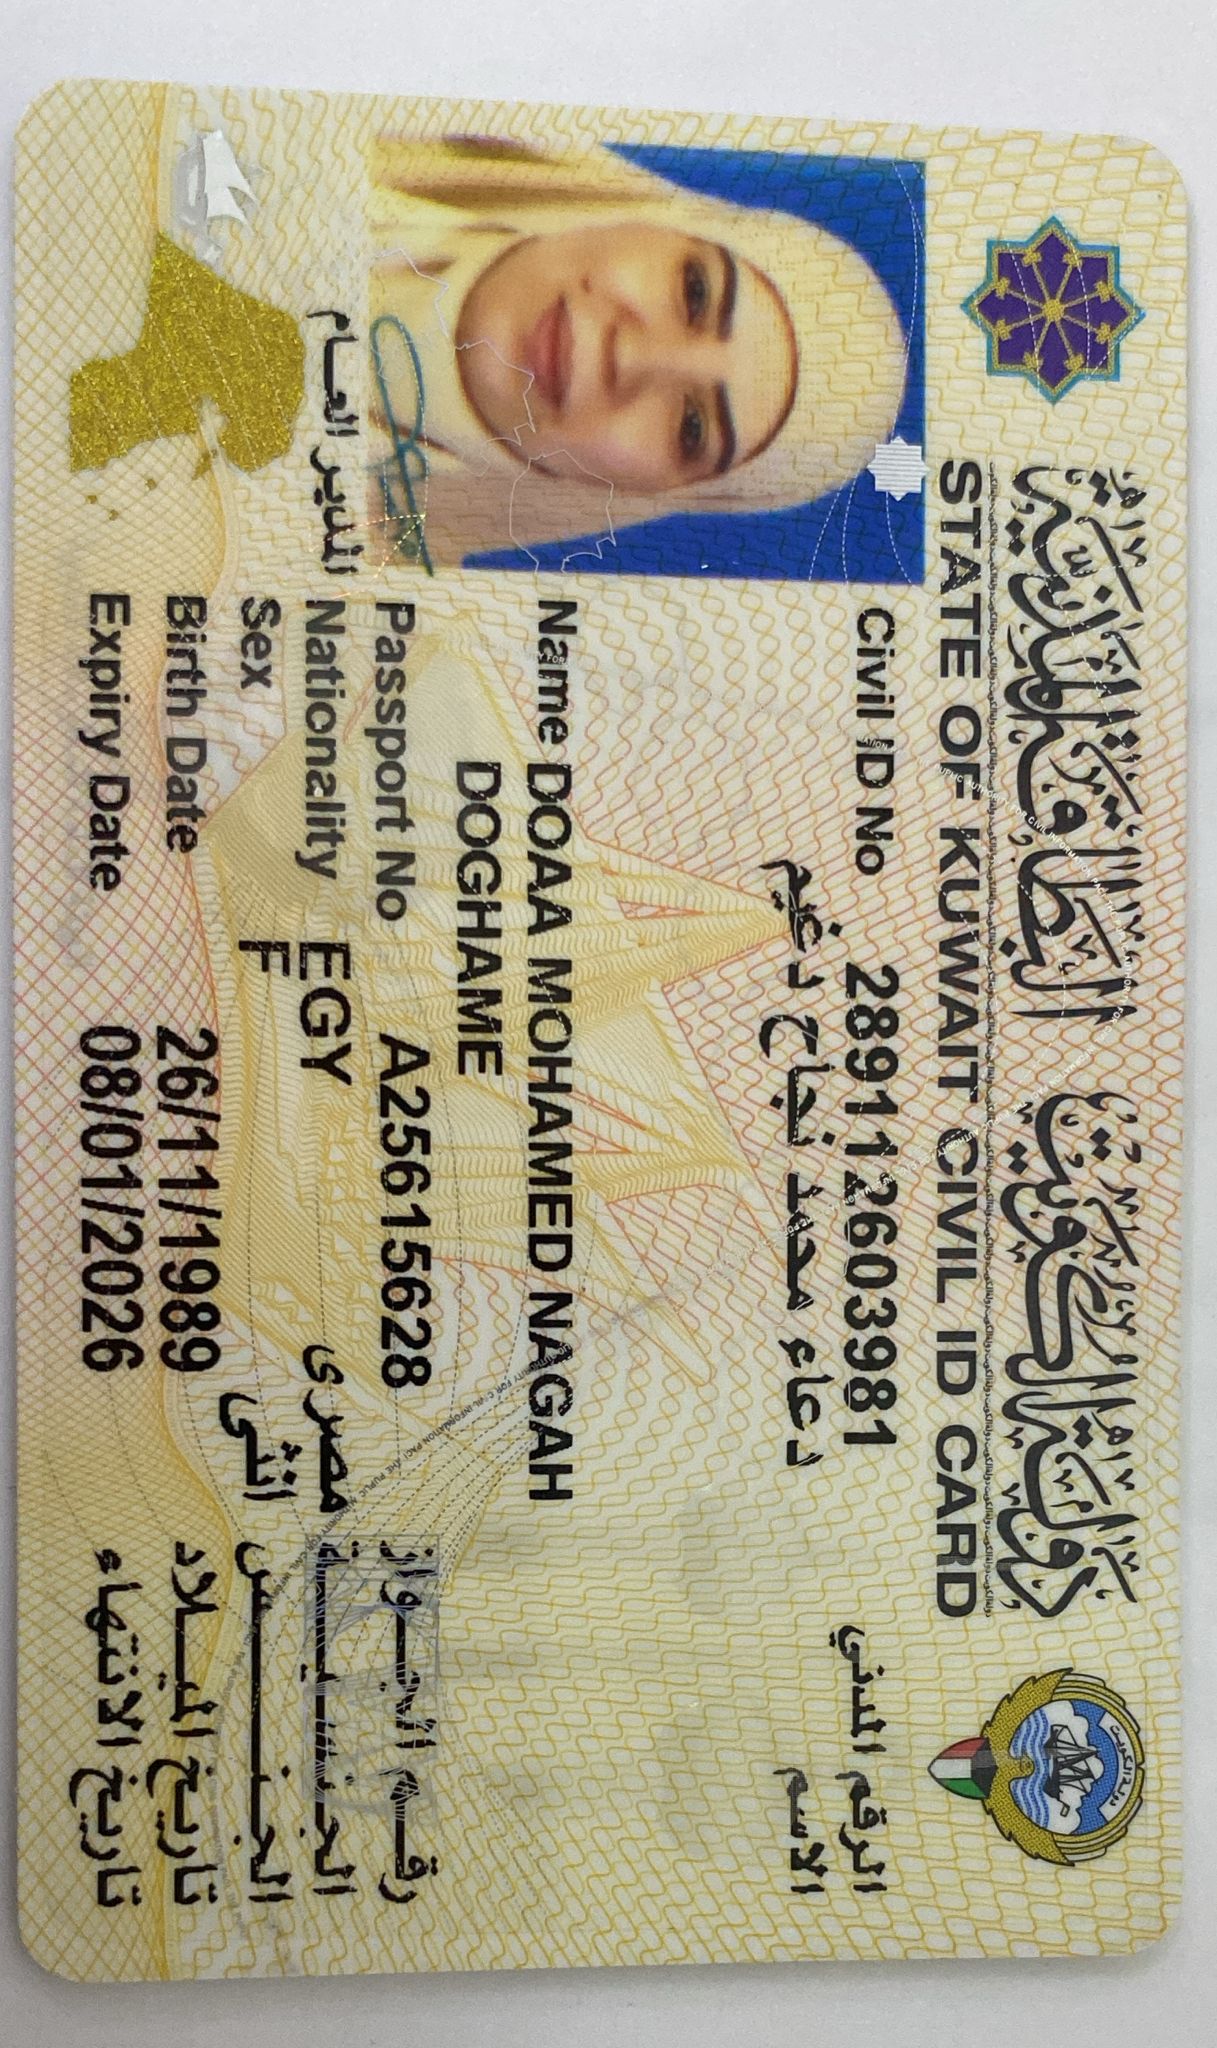 دولة الكويت البطاقة المدنية
STATE OF KUWAIT CIVIL ID CARD
Civil ID No 289112603981 الرقم المدني
دعاء محمد نجاح دغيم الاسم
Name DOAA MOHAMED NAGAH
DOGHAME
Passport No A25615628 رقم الجواز
Nationality EGY مصرى الجنسية
Sex F انثى الجنس
Birth Date 26/11/1989 تاريخ الميلاد
Expiry Date 08/01/2026 تاريخ الانتهاء
المدير العام